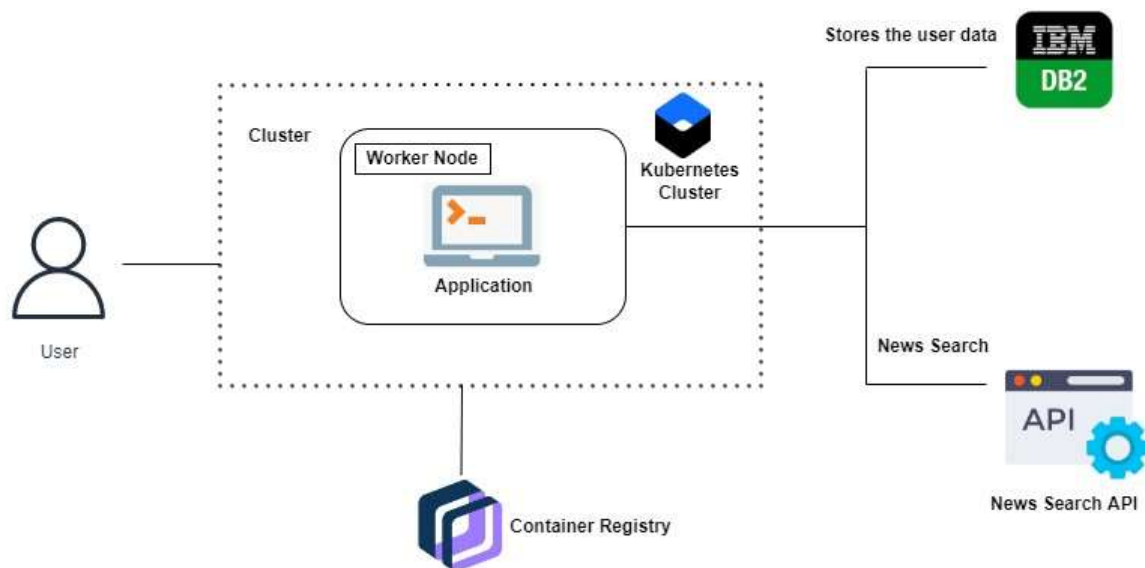 Stores the user data
IBM
DB2
Cluster
Worker Node
Kubernetes
Cluster
Application
User
News Search
API
News Search API
Container Registry